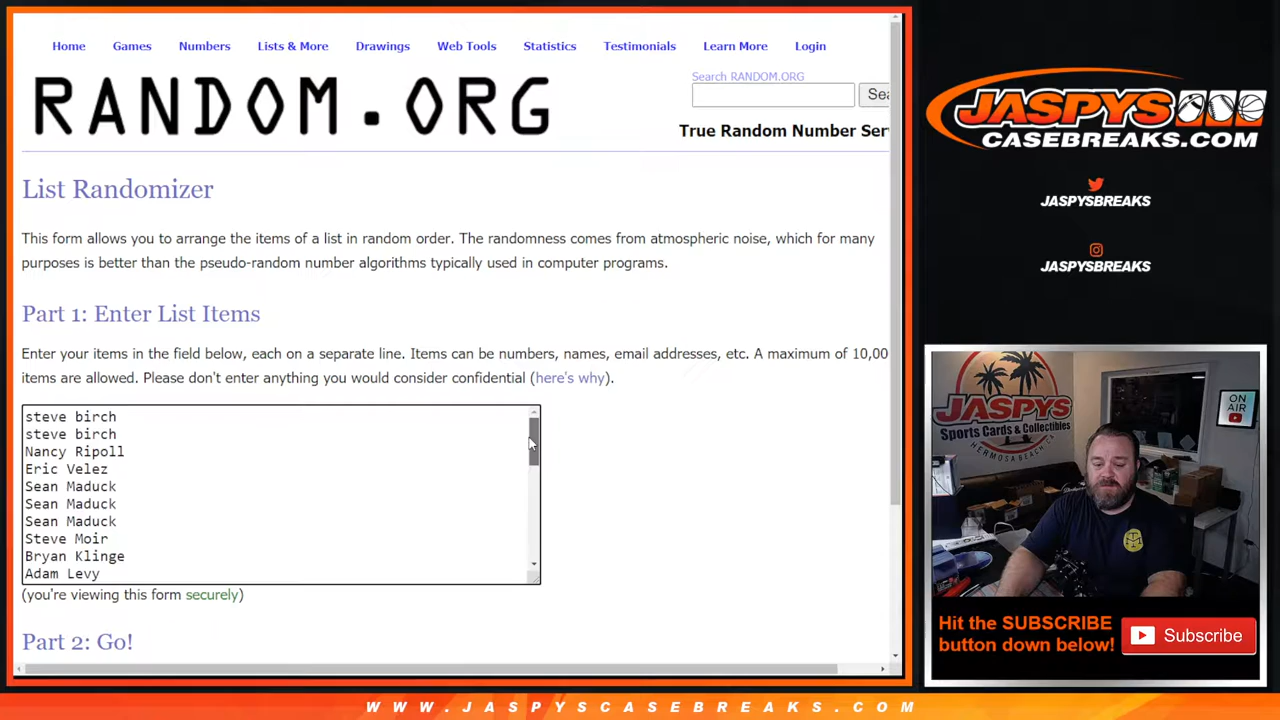 Home Games Numbers Lists & More Drawings Web Tools Statistics Testimonials Learn More Login
RANDOM.ORG
Search RANDOM.ORG
Sea
True Random Number Ser
List Randomizer
This form allows you to arrange the items of a list in random order. The randomness comes from atmospheric noise, which for many
purposes is better than the pseudo-random number algorithms typically used in computer programs.
Part 1: Enter List Items
Enter your items in the field below, each on a separate line. Items can be numbers, names, email addresses, etc. A maximum of 10,00
items are allowed. Please don't enter anything you would consider confidential (here's why).
steve birch
steve birch
Nancy Ripoll
Eric Velez
Sean Maduck
Sean Maduck
Sean Maduck
Steve Moir
Bryan Klinge
Adam Levy
(you're viewing this form securely)
Part 2: Go!
JASPYS
CASEBREAKS.COM
JASPYSBREAKS
JASPYSBREAKS
JASPYS
Sports Cards & Collectibles
HERMOSA BEACH, CA
ON
AIR
Hit the SUBSCRIBE
button down below!
Subscribe
WWW.JASPYSCASEBREAKS.COM